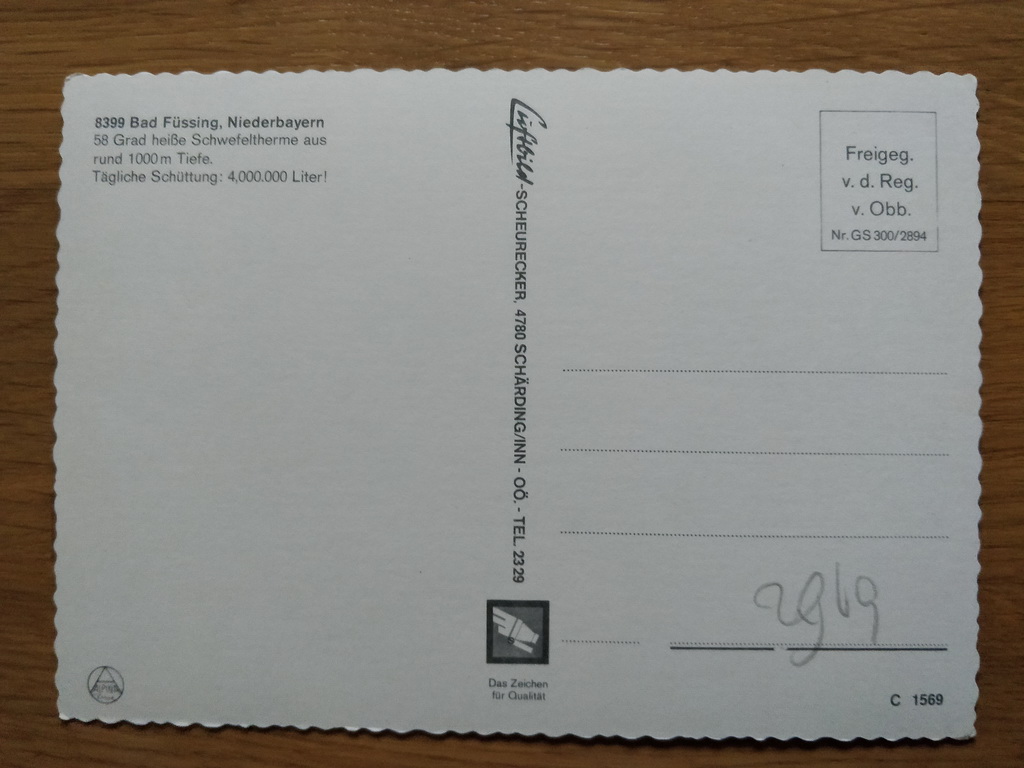 8399 Bad Füssing, Niederbayern
58 Grad heiße Schwefeltherme aus
rund 1000 m Tiefe.
Tägliche Schüttung: 4,000.000 Liter!
Luftbild-SCHEURECKER, 4780 SCHÄRDING/INN - OÖ. - TEL. 2329
Das Zeichen
für Qualität
Freigeg.
v. d. Reg.
v. Obb.
Nr. GS 300/2894
2969
C 1569